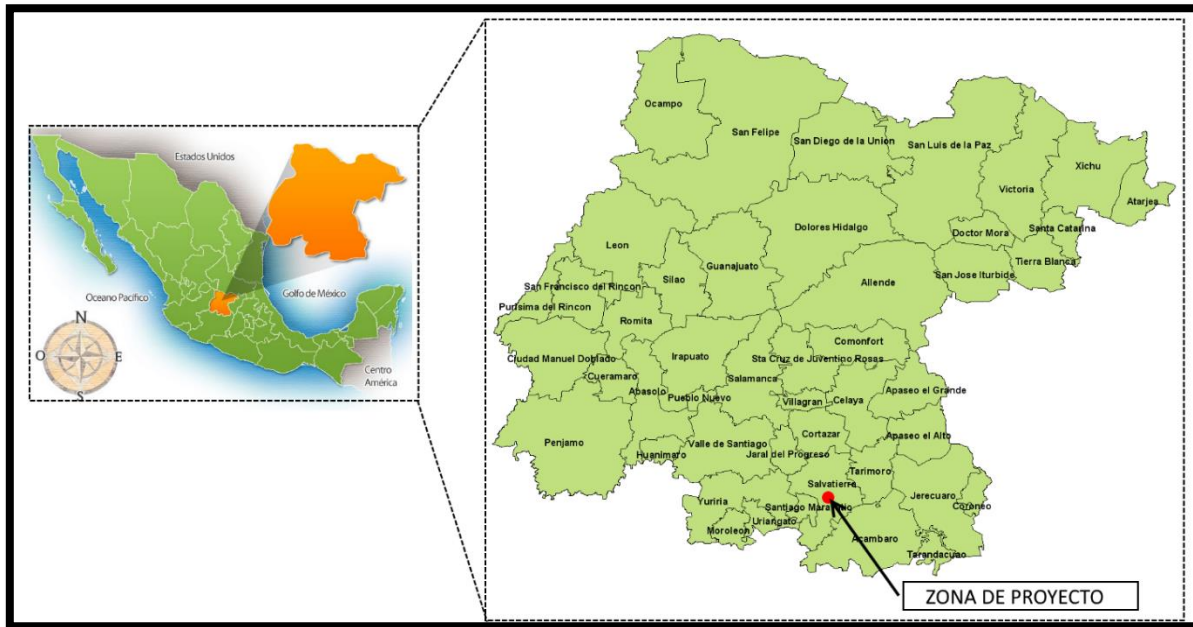 Estados Unidos
Oceano Pacífico
Golfo de México
Centro
América
N
O
E
S
Ocampo
San Felipe
San Diego de la Union
San Luis de la Paz
Xichu
Victoria
Atarjea
Leon
Dolores Hidalgo
Doctor Mora
Santa Catarina
Guanajuato
Silao
Tierra Blanca
San Jose Iturbide
Allende
San Francisco del Rincon
Purisima del Rincon
Romita
Comonfort
Ciudad Manuel Doblado
Irapuato
Sta Cruz de Juventino Rosas
Cueramaro
Salamanca
Abasolo
Pueblo Nuevo
Villagran
Celaya
Apaseo el Grande
Penjamo
Valle de Santiago
Cortazar
Apaseo el Alto
Huanimaro
Jaral del Progreso
Tarimoro
Salvatierra
Jerecuaro
Yuriria
Santiago Maravatio
Coroneo
Uriangato
Moroleon
Acambaro
Tarandacuao
ZONA DE PROYECTO